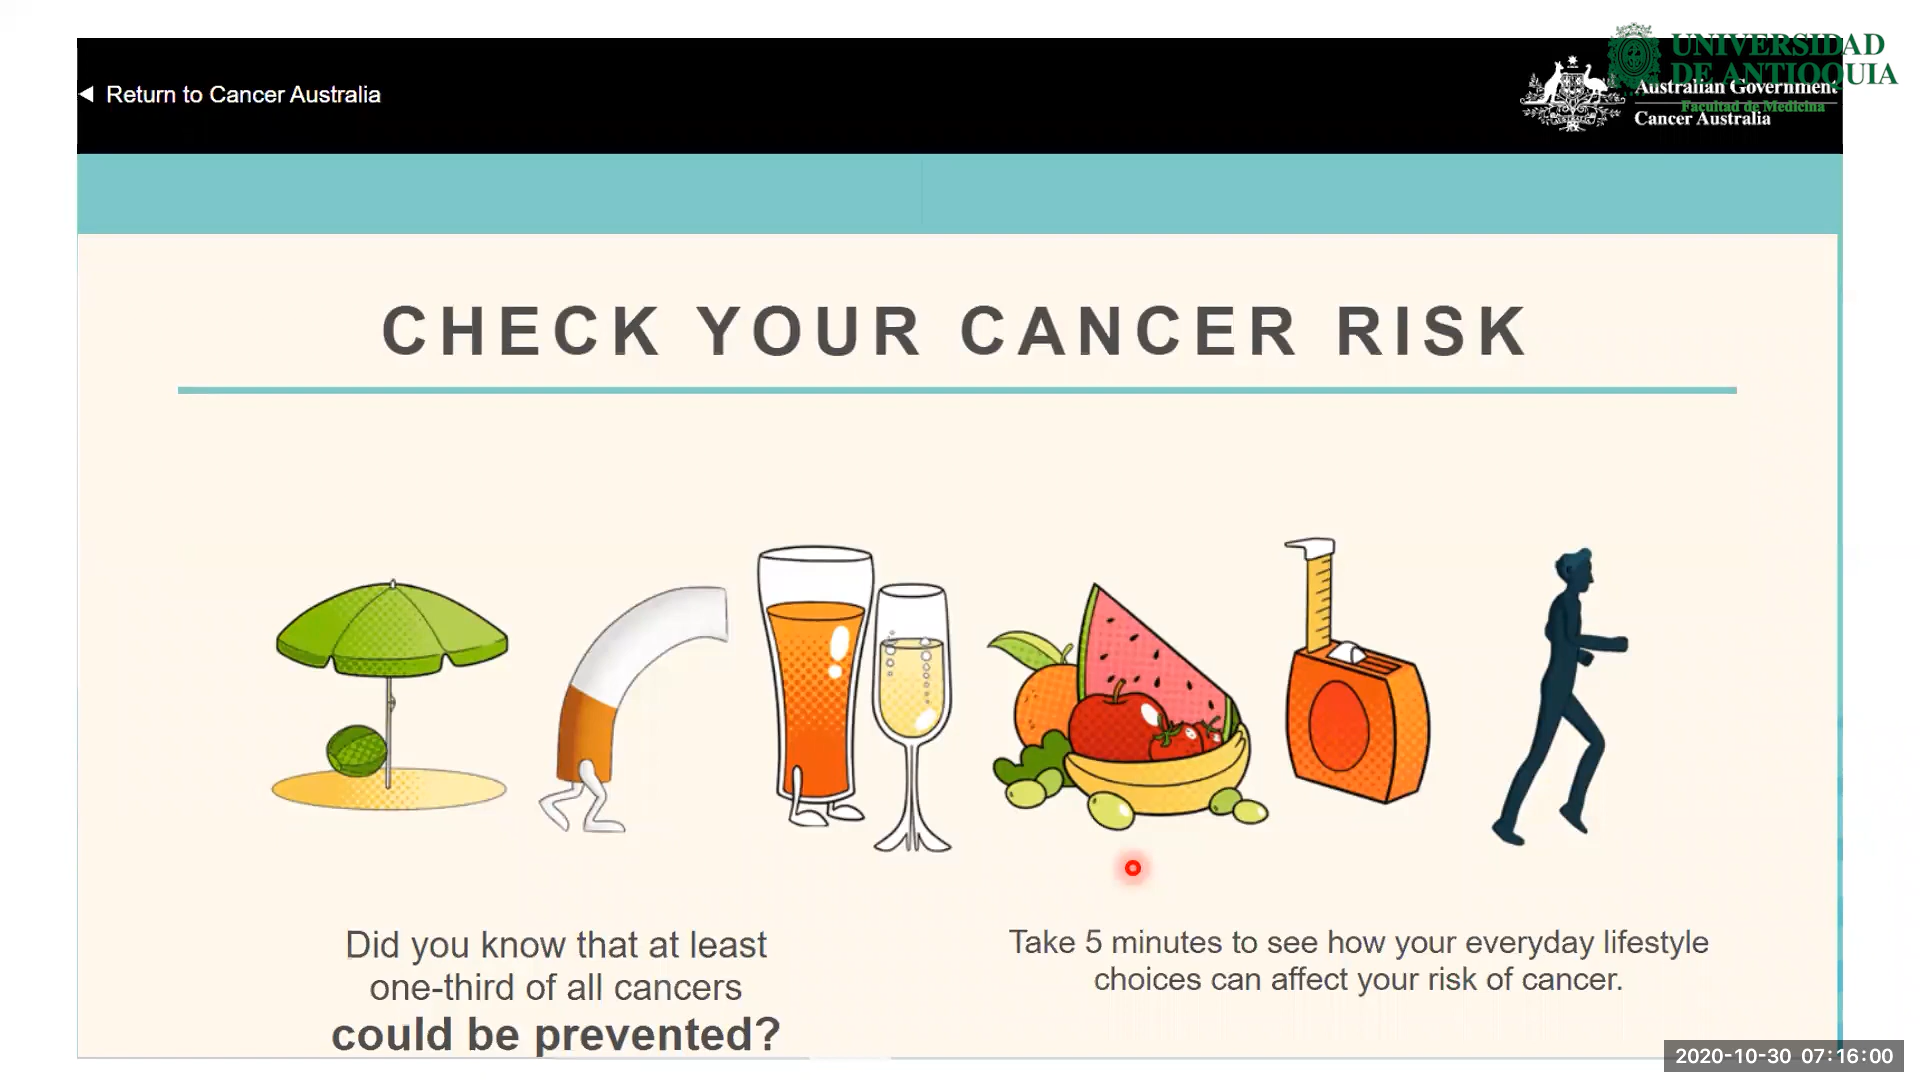 ◄ Return to Cancer Australia
UNIVERSIDAD
DE ANTIOQUIA
Facultad de Medicina
Australian Government
Cancer Australia
CHECK YOUR CANCER RISK
Did you know that at least
one-third of all cancers
could be prevented?
Take 5 minutes to see how your everyday lifestyle
choices can affect your risk of cancer.
2020-10-30 07:16:00